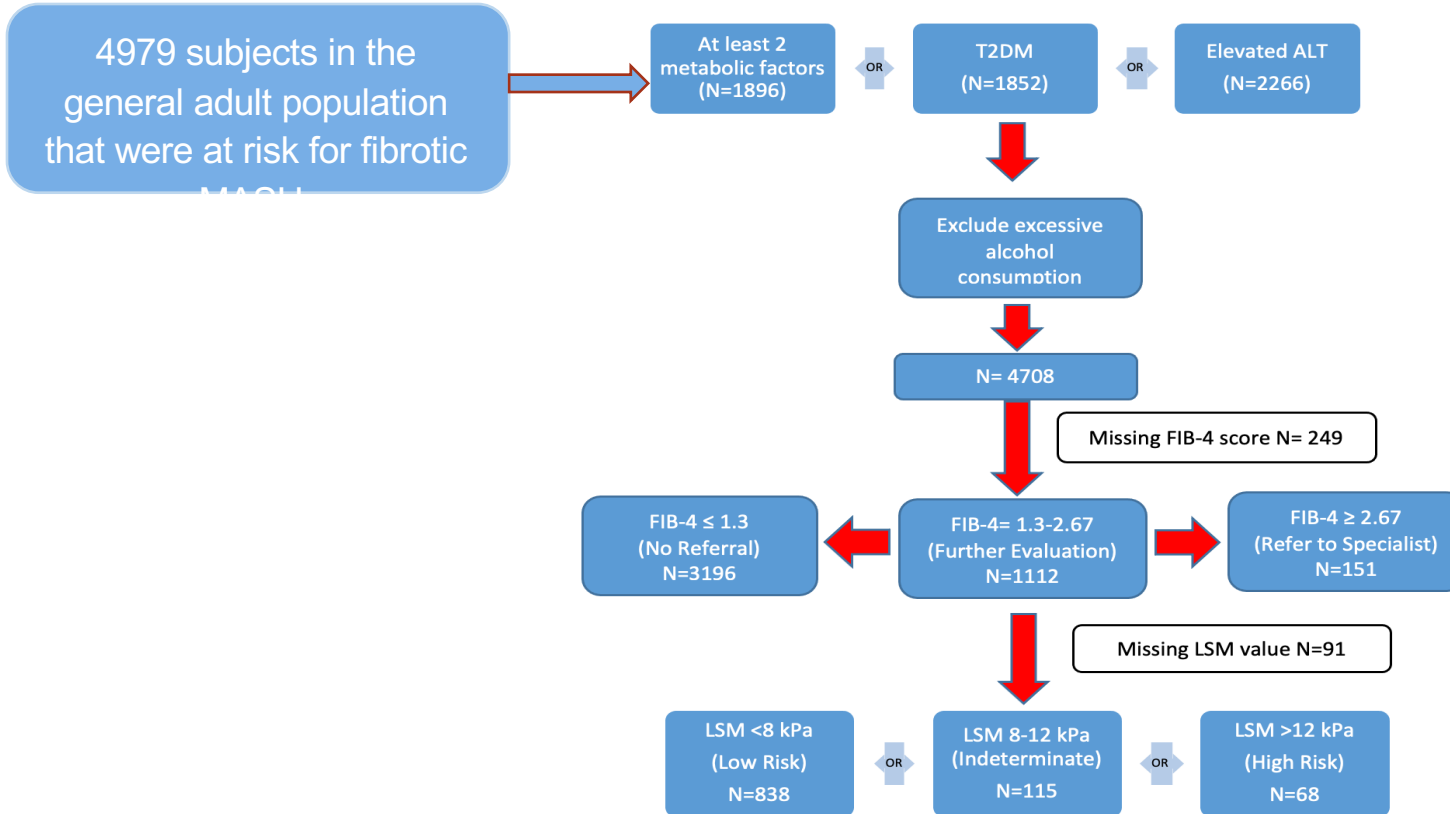 4979 subjects in the
general adult population
that were at risk for fibrotic
MASH
At least 2
metabolic factors
(N=1896)
OR
T2DM
(N=1852)
OR
Elevated ALT
(N=2266)
Exclude excessive
alcohol
consumption
N= 4708
Missing FIB-4 score N= 249
FIB-4 ≤ 1.3
(No Referral)
N=3196
FIB-4= 1.3-2.67
(Further Evaluation)
N=1112
FIB-4 ≥ 2.67
(Refer to Specialist)
N=151
Missing LSM value N=91
LSM <8 kPa
(Low Risk)
N=838
OR
LSM 8-12 kPa
(Indeterminate)
N=115
OR
LSM >12 kPa
(High Risk)
N=68